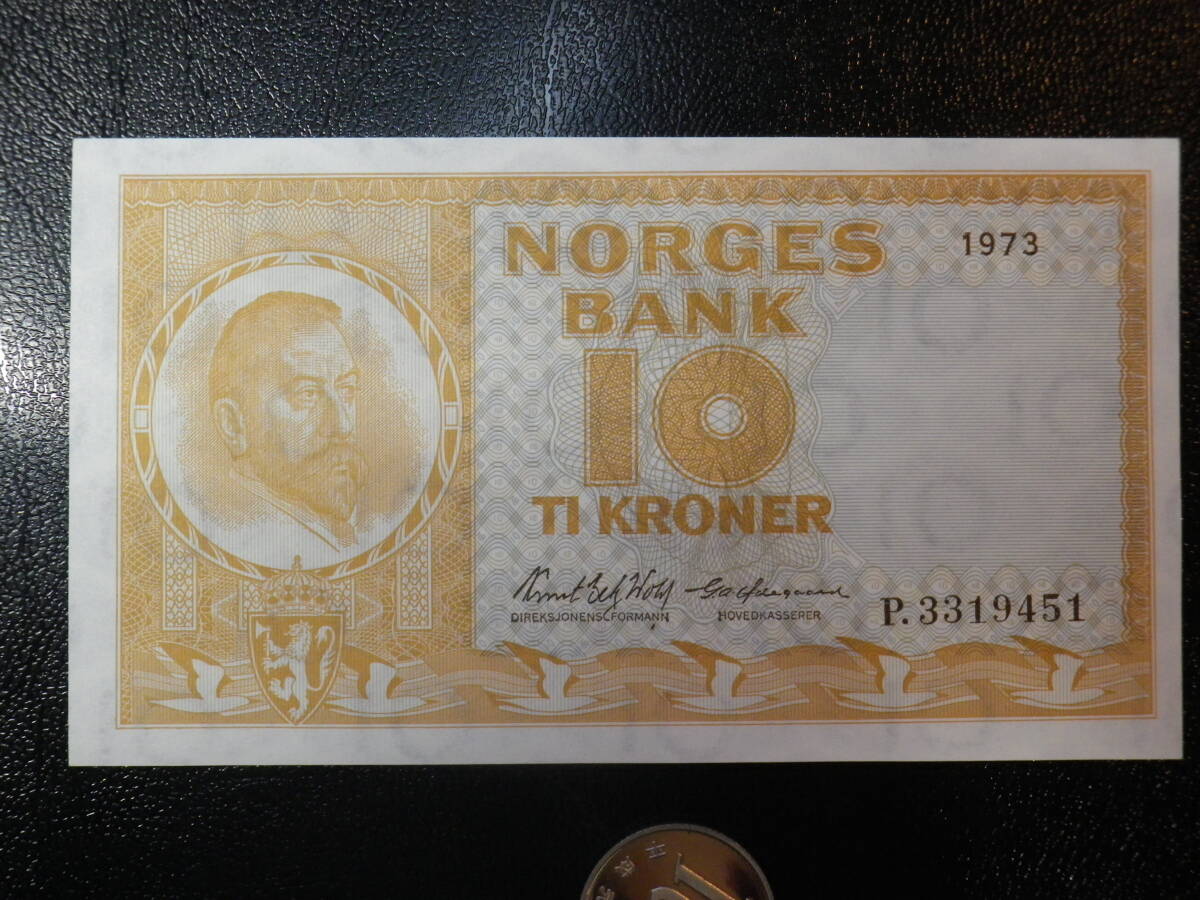 NORGES
1973
BANK
10
TI KRONER
DIREKSJONENS FORMANN
HOVEDKASSERER
P.3319451